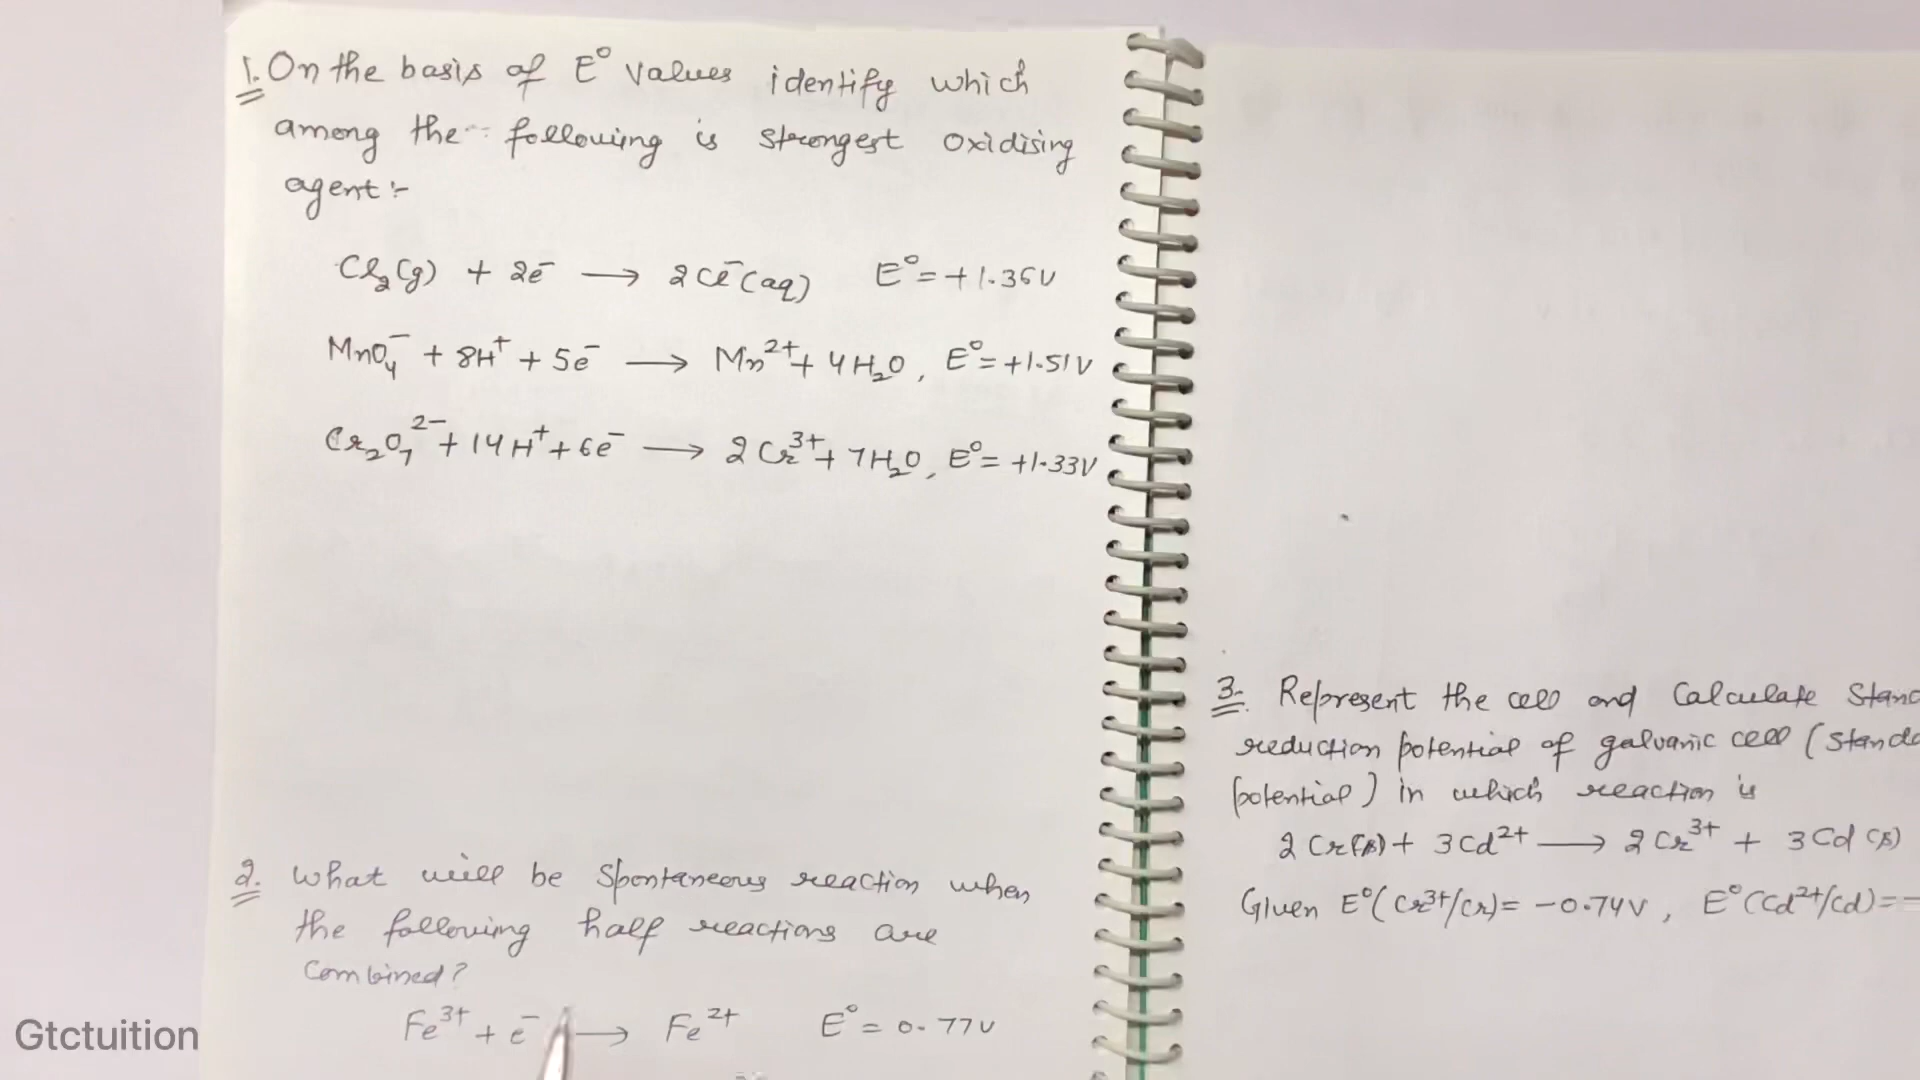 1. On the basis of E° values identify which
among the following is strongest oxidising
agent:-
Cl₂(g) + 2e⁻ ⟶ 2Cl⁻(aq) E°= +1.36V
MnO₄⁻ + 8H⁺ + 5e⁻ ⟶ Mn²⁺ + 4H₂O, E°= +1.51V
Cr₂O₇²⁻ + 14H⁺ + 6e⁻ ⟶ 2Cr³⁺ + 7H₂O, E°= +1.33V
2. What will be spontaneous reaction when
the following half reactions are
combined?
Fe³⁺ + e⁻ ⟶ Fe²⁺ E° = 0.77V
3. Represent the cell and calculate Stand
reduction potential of galvanic cell (Standa
potential) in which reaction is
2Cr(s) + 3Cd²⁺ ⟶ 2Cr³⁺ + 3Cd(s)
Given E°(Cr³⁺/Cr)= -0.74V, E°(Cd²⁺/Cd)= -
Gtctuition